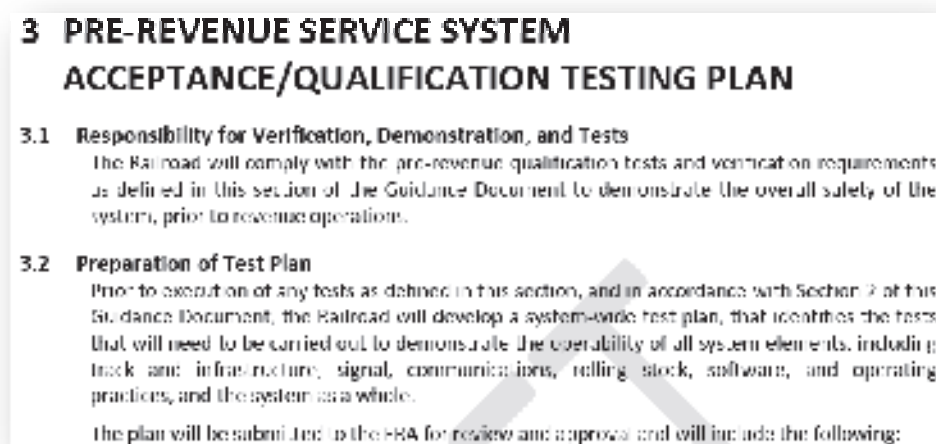 3 PRE-REVENUE SERVICE SYSTEM
ACCEPTANCE/QUALIFICATION TESTING PLAN
3.1 Responsibility for Verification, Demonstration, and Tests
The Railroad will comply with the pre-revenue qualification tests and verification requirements
as defined in this section of the Guidance Document to demonstrate the overall safety of the
system, prior to revenue operations.
3.2 Preparation of Test Plan
Prior to execution of any tests as defined in this section, and in accordance with Section 2 of this
Guidance Document, the Railroad will develop a system-wide test plan, that identifies the tests
that will need to be carried out to demonstrate the operability of all system elements, including
track and infrastructure, signal, communications, rolling stock, software, and operating
practices, and the system as a whole.
The plan will be submitted to the FRA for review and approval and will include the following: